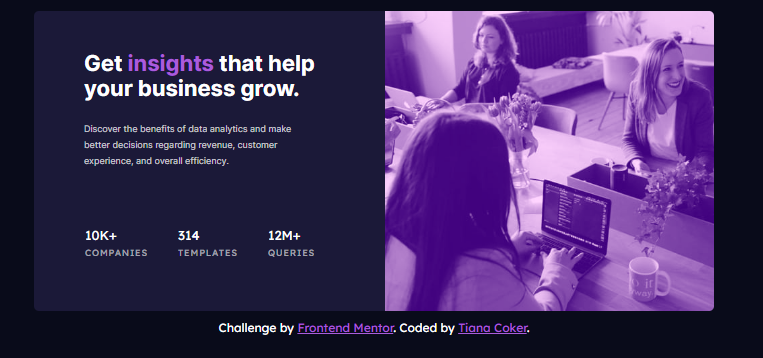 Get insights that help
your business grow.
Discover the benefits of data analytics and make
better decisions regarding revenue, customer
experience, and overall efficiency.
10K+ 314 12M+
COMPANIES TEMPLATES QUERIES
Challenge by Frontend Mentor. Coded by Tiana Coker.